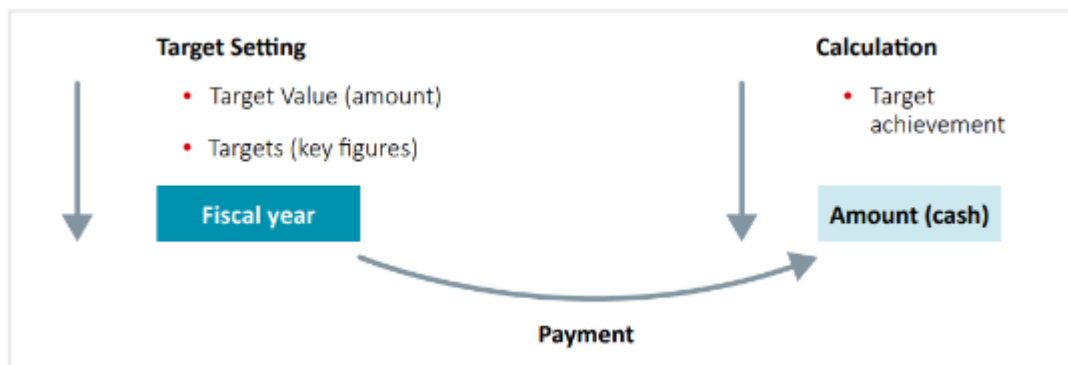 Target Setting
• Target Value (amount)
• Targets (key figures)
Fiscal year
Calculation
• Target
achievement
Amount (cash)
Payment